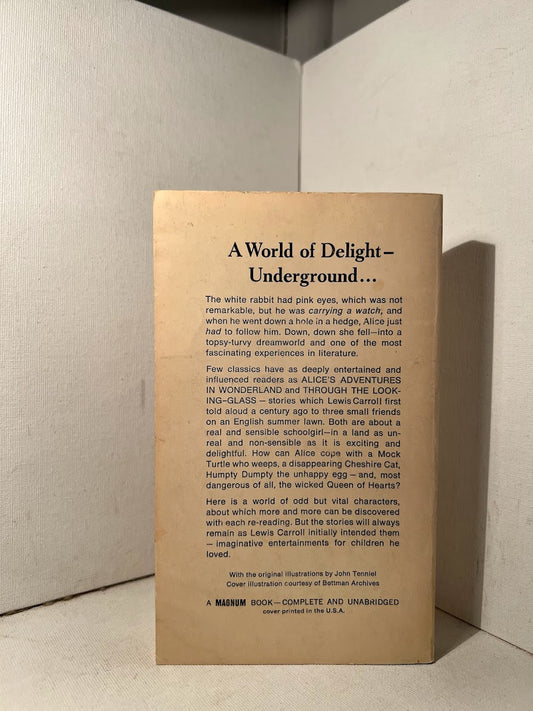 A World of Delight—
Underground...
The white rabbit had pink eyes, which was not
remarkable, but he was carrying a watch, and
when he went down a hole in a hedge, Alice just
had to follow him. Down, down she fell—into a
topsy-turvy dreamworld and one of the most
fascinating experiences in literature.
Few classics have as deeply entertained and
influenced readers as ALICE'S ADVENTURES
IN WONDERLAND and THROUGH THE LOOK-
ING-GLASS — stories which Lewis Carroll first
told aloud a century ago to three small friends
on an English summer lawn. Both are about a
real and sensible schoolgirl—in a land as un-
real and non-sensible as it is exciting and
delightful. How can Alice cope with a Mock
Turtle who weeps, a disappearing Cheshire Cat,
Humpty Dumpty the unhappy egg — and, most
dangerous of all, the wicked Queen of Hearts?
Here is a world of odd but vital characters,
about which more and more can be discovered
with each re-reading. But the stories will always
remain as Lewis Carroll initially intended them
— imaginative entertainments for children he
loved.
With the original illustrations by John Tenniel
Cover illustration courtesy of Bettman Archives
A MAGNUM BOOK—COMPLETE AND UNABRIDGED
cover printed in the U.S.A.